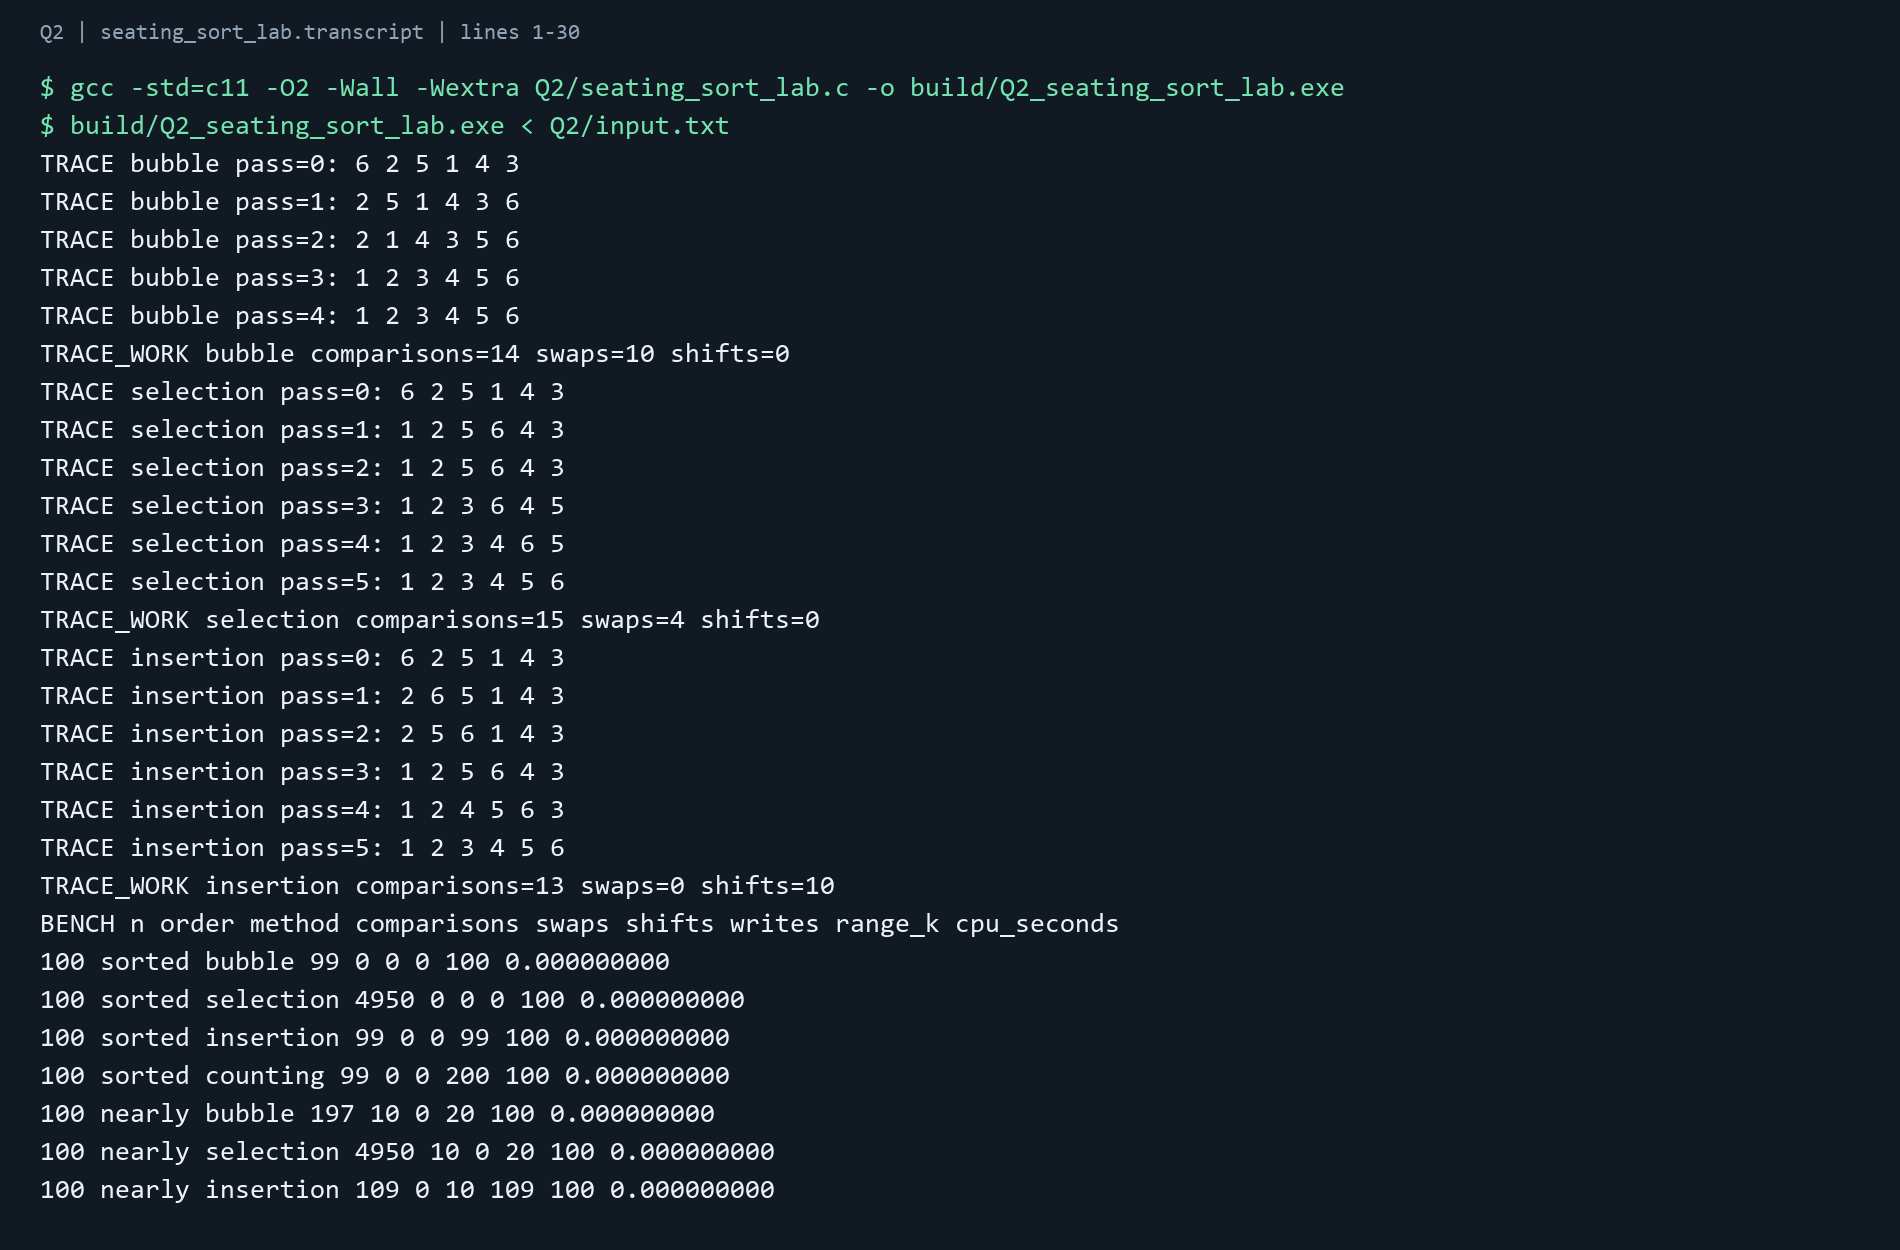 Q2 | seating_sort_lab.transcript | lines 1-30
$ gcc -std=c11 -O2 -Wall -Wextra Q2/seating_sort_lab.c -o build/Q2_seating_sort_lab.exe
$ build/Q2_seating_sort_lab.exe < Q2/input.txt
TRACE bubble pass=0: 6 2 5 1 4 3
TRACE bubble pass=1: 2 5 1 4 3 6
TRACE bubble pass=2: 2 1 4 3 5 6
TRACE bubble pass=3: 1 2 3 4 5 6
TRACE bubble pass=4: 1 2 3 4 5 6
TRACE_WORK bubble comparisons=14 swaps=10 shifts=0
TRACE selection pass=0: 6 2 5 1 4 3
TRACE selection pass=1: 1 2 5 6 4 3
TRACE selection pass=2: 1 2 5 6 4 3
TRACE selection pass=3: 1 2 3 6 4 5
TRACE selection pass=4: 1 2 3 4 6 5
TRACE selection pass=5: 1 2 3 4 5 6
TRACE_WORK selection comparisons=15 swaps=4 shifts=0
TRACE insertion pass=0: 6 2 5 1 4 3
TRACE insertion pass=1: 2 6 5 1 4 3
TRACE insertion pass=2: 2 5 6 1 4 3
TRACE insertion pass=3: 1 2 5 6 4 3
TRACE insertion pass=4: 1 2 4 5 6 3
TRACE insertion pass=5: 1 2 3 4 5 6
TRACE_WORK insertion comparisons=13 swaps=0 shifts=10
BENCH n order method comparisons swaps shifts writes range_k cpu_seconds
100 sorted bubble 99 0 0 0 100 0.000000000
100 sorted selection 4950 0 0 0 100 0.000000000
100 sorted insertion 99 0 0 99 100 0.000000000
100 sorted counting 99 0 0 200 100 0.000000000
100 nearly bubble 197 10 0 20 100 0.000000000
100 nearly selection 4950 10 0 20 100 0.000000000
100 nearly insertion 109 0 10 109 100 0.000000000